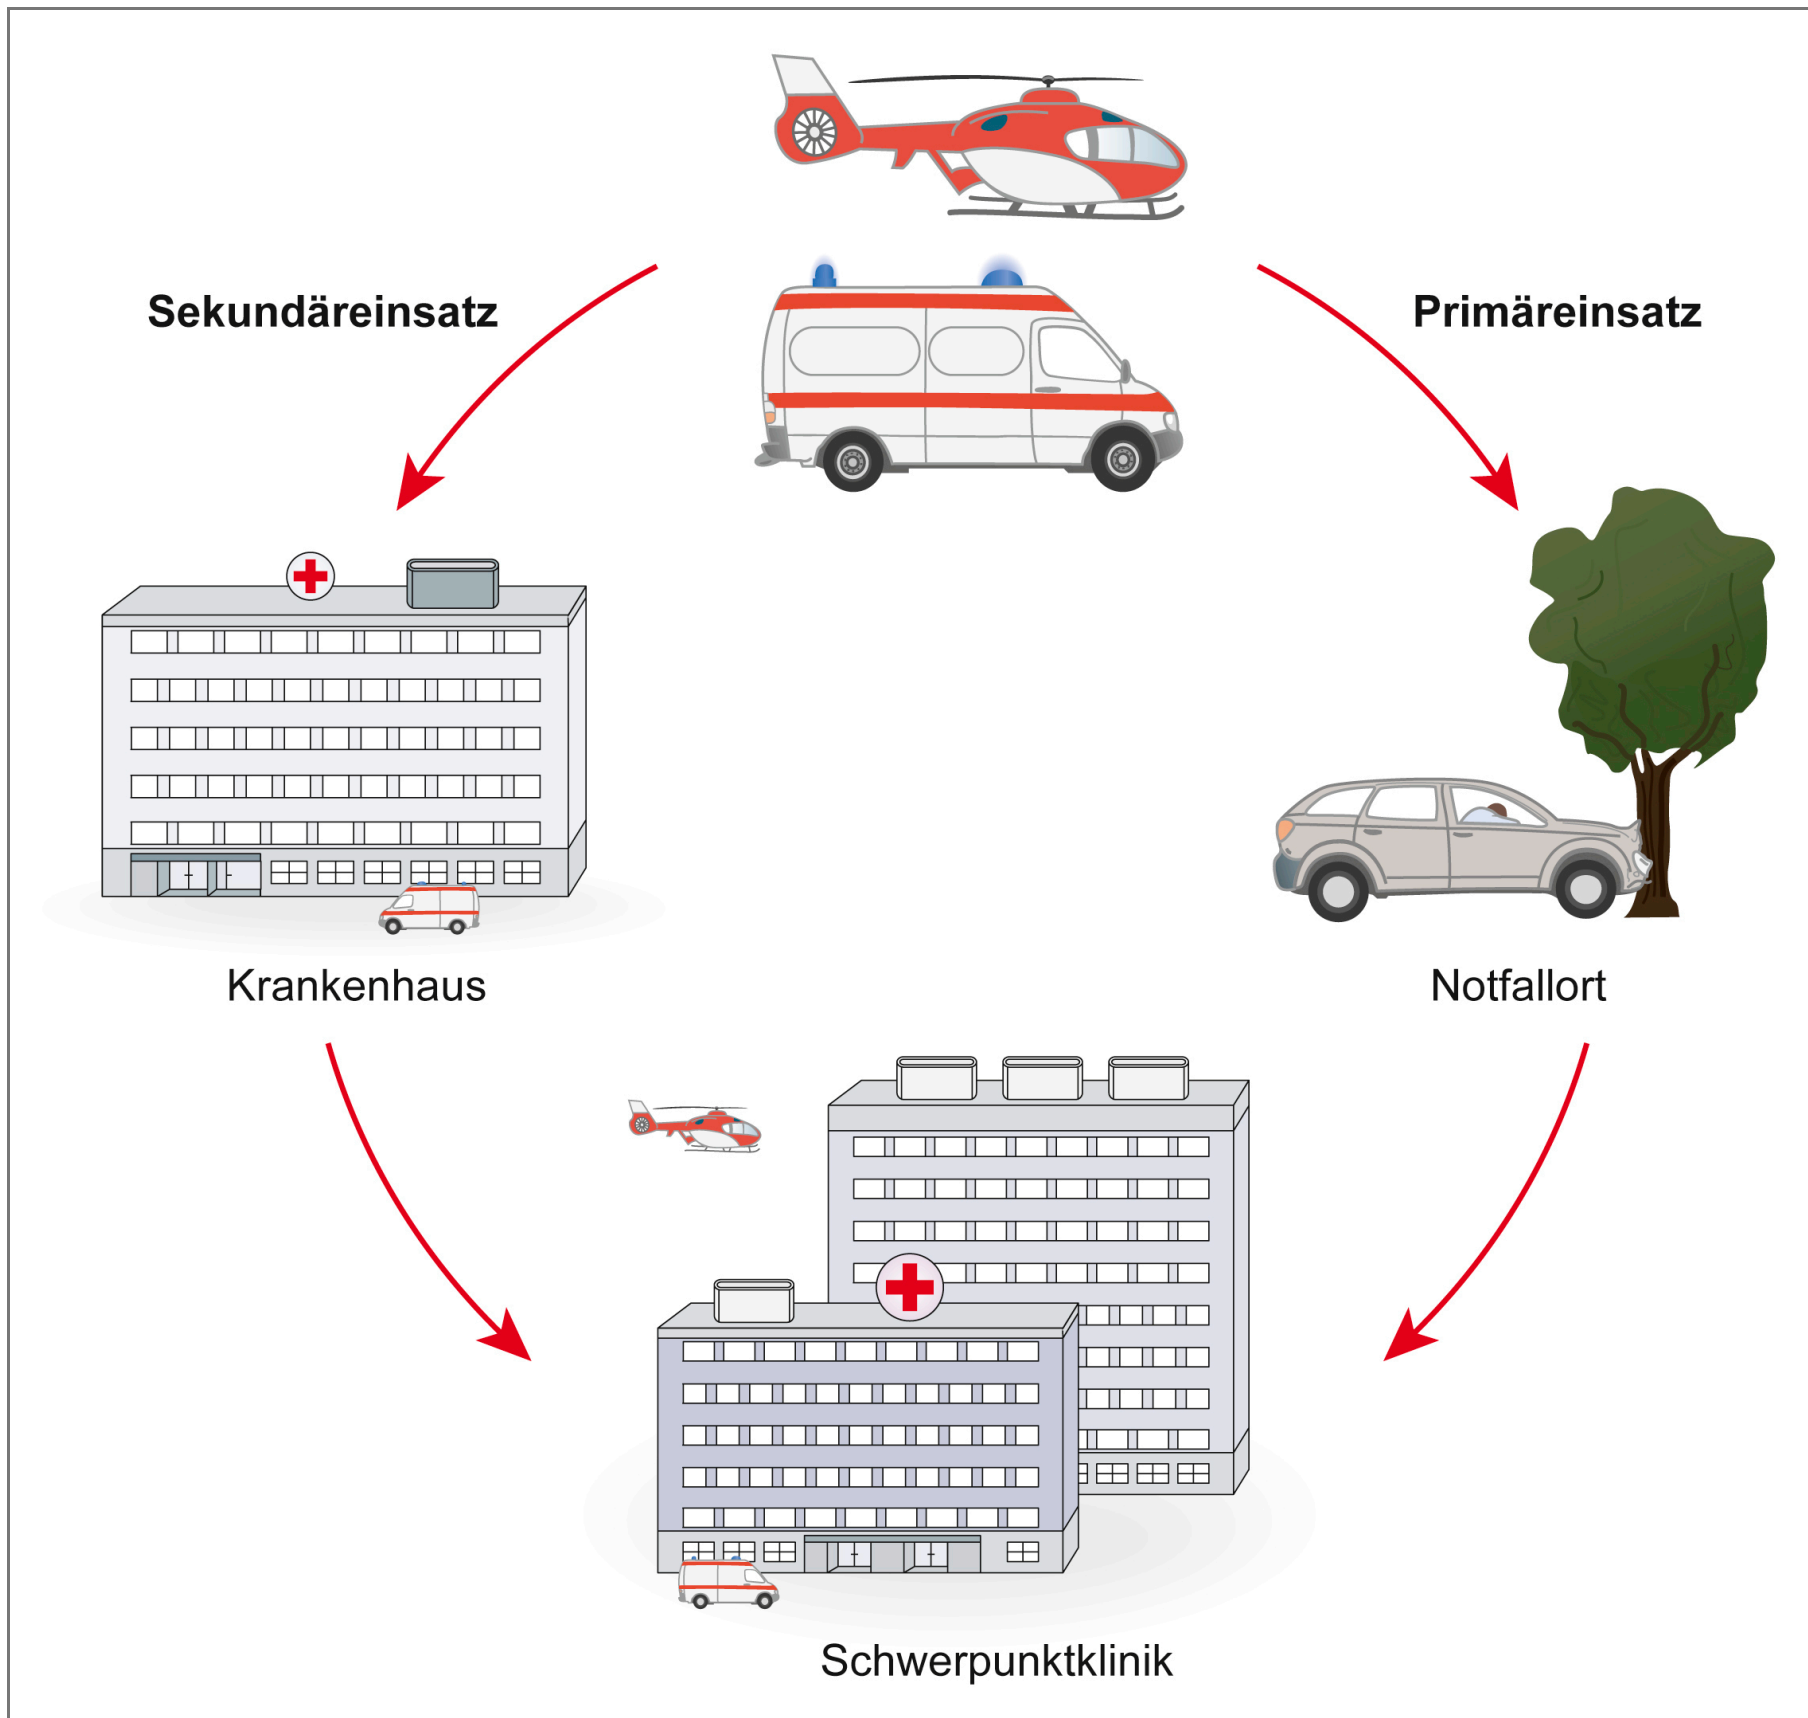 Sekundäreinsatz
Primäreinsatz
Krankenhaus
Notfallort
Schwerpunktklinik